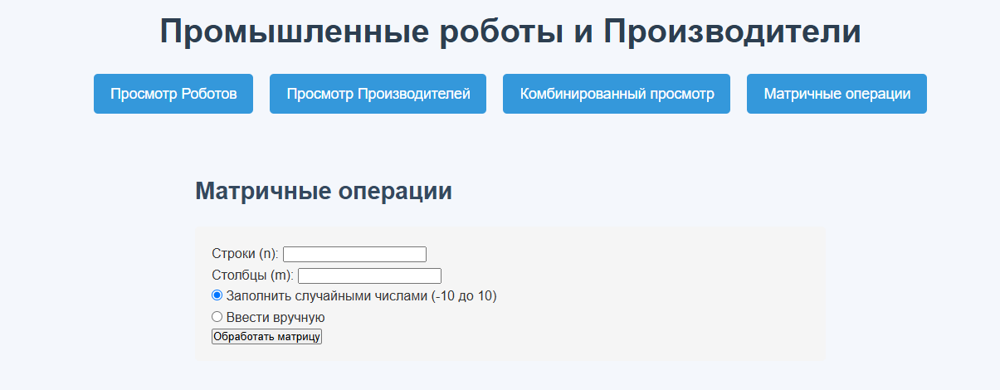 Промышленные роботы и Производители
Просмотр Роботов Просмотр Производителей Комбинированный просмотр Матричные операции
Матричные операции
Строки (n):
Столбцы (m):
Заполнить случайными числами (-10 до 10)
Ввести вручную
Обработать матрицу